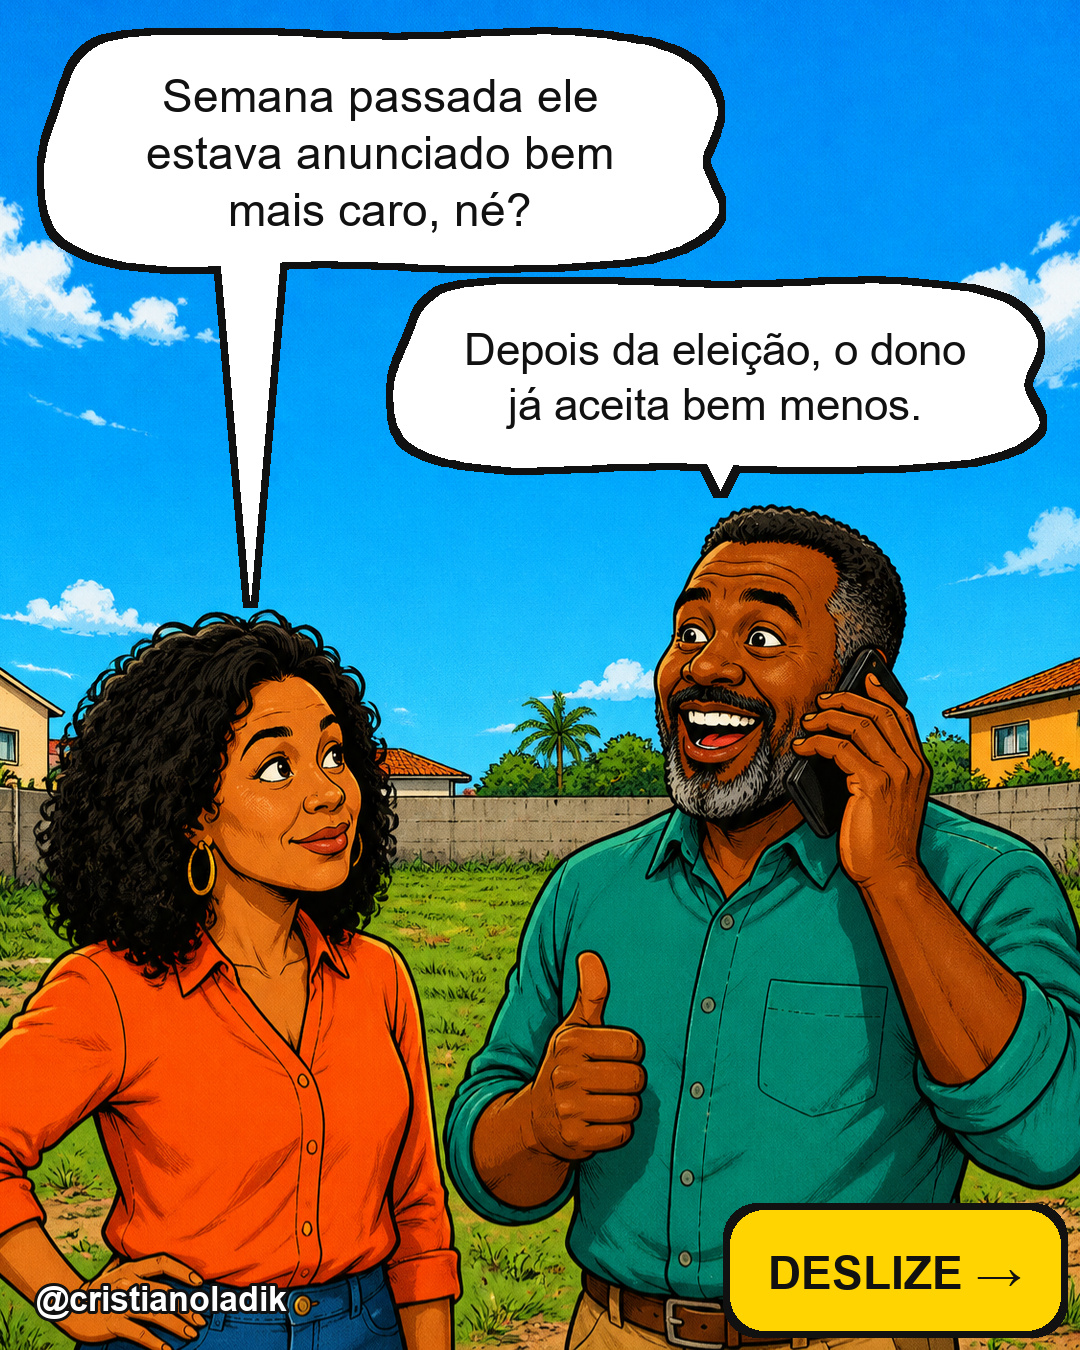 Semana passada ele
estava anunciado bem
mais caro, né?
Depois da eleição, o dono
já aceita bem menos.
DESLIZE →
@cristianoladik